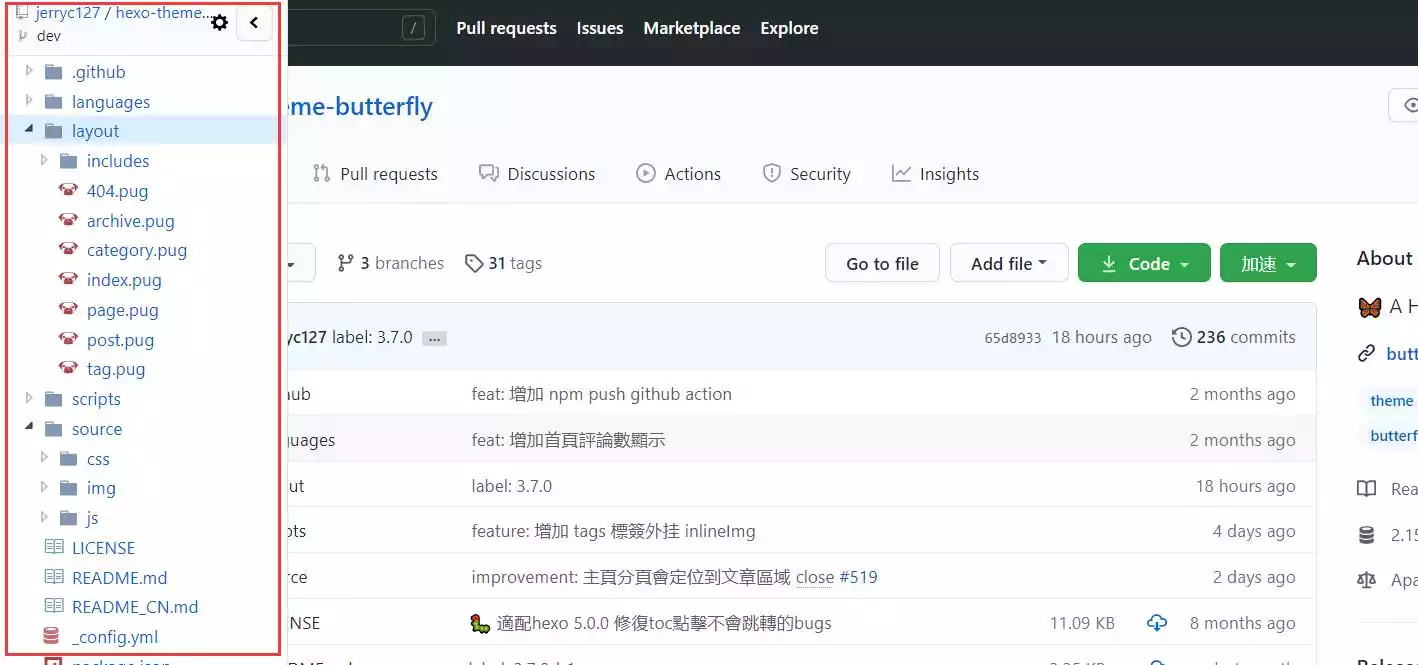 jerryc127 / hexo-theme...
dev
.github
languages
layout
includes
404.pug
archive.pug
category.pug
index.pug
page.pug
post.pug
tag.pug
scripts
source
css
img
js
LICENSE
README.md
README_CN.md
_config.yml
package.json
/ Pull requests Issues Marketplace Explore
eme-butterfly
Pull requests Discussions Actions Security Insights
3 branches 31 tags Go to file Add file Code 加速
yc127 label: 3.7.0 ... 65d8933 18 hours ago 236 commits
hub feat: 增加 npm push github action 2 months ago
guages feat: 增加首頁評論數顯示 2 months ago
ut label: 3.7.0 18 hours ago
pts feature: 增加 tags 標簽外挂 inlineImg 4 days ago
rce improvement: 主頁分頁會定位到文章區域 close #519 2 days ago
NSE 適配hexo 5.0.0 修復toc點擊不會跳轉的bugs 11.09 KB 8 months ago
About
A H
butt
theme
butterf
Rea
2.15
Apa